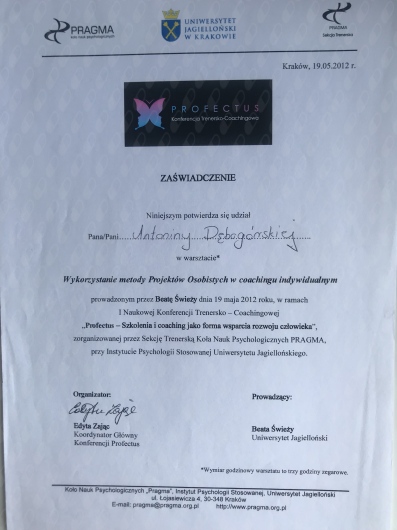 PRAGMA
koło nauk psychologicznych
UNIWERSYTET
JAGIELLOŃSKI
W KRAKOWIE
PRAGMA
Sekcja Trenerska
Kraków, 19.05.2012 r.
PROFECTUS
Konferencja Trenersko-Coachingowa
ZAŚWIADCZENIE
Niniejszym potwierdza się udział
Pana/Pani.....Antoniny Dębogórskiej.....
w warsztacie*
Wykorzystanie metody Projektów Osobistych w coachingu indywidualnym
prowadzonym przez Beatę Świeży dnia 19 maja 2012 roku, w ramach
I Naukowej Konferencji Trenersko – Coachingowej
„Profectus – Szkolenia i coaching jako forma wsparcia rozwoju człowieka”,
zorganizowanej przez Sekcję Trenerską Koła Nauk Psychologicznych PRAGMA,
przy Instytucie Psychologii Stosowanej Uniwersytetu Jagiellońskiego.
Organizator:
Edyta Zając
Edyta Zając
Koordynator Główny
Konferencji Profectus
Prowadzący:
Beata Świeży
Uniwersytet Jagielloński
*Wymiar godzinowy warsztatu to trzy godziny zegarowe.
Koło Nauk Psychologicznych „Pragma”, Instytut Psychologii Stosowanej, Uniwersytet Jagielloński
ul. Łojasiewicza 4, 30-348 Kraków
E-mail: pragma@pragma.org.pl http://www.pragma.org.pl